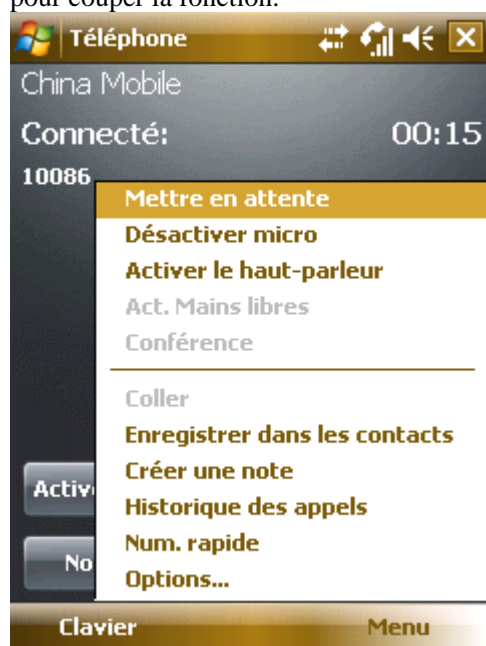 pour couper la fonction.
Téléphone
China Mobile
Connecté: 00:15
10086
Mettre en attente
Désactiver micro
Activer le haut-parleur
Act. Mains libres
Conférence
Coller
Enregistrer dans les contacts
Créer une note
Activ
Historique des appels
Num. rapide
No
Options...
Clavier Menu